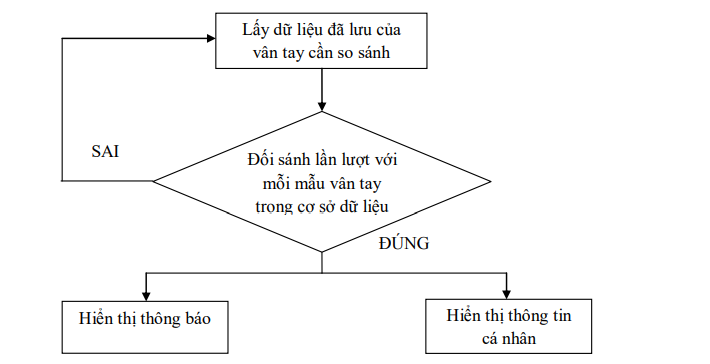 Lấy dữ liệu đã lưu của
vân tay cần so sánh
SAI
Đối sánh lần lượt với
mỗi mẫu vân tay
trong cơ sở dữ liệu
ĐÚNG
Hiển thị thông báo
Hiển thị thông tin
cá nhân